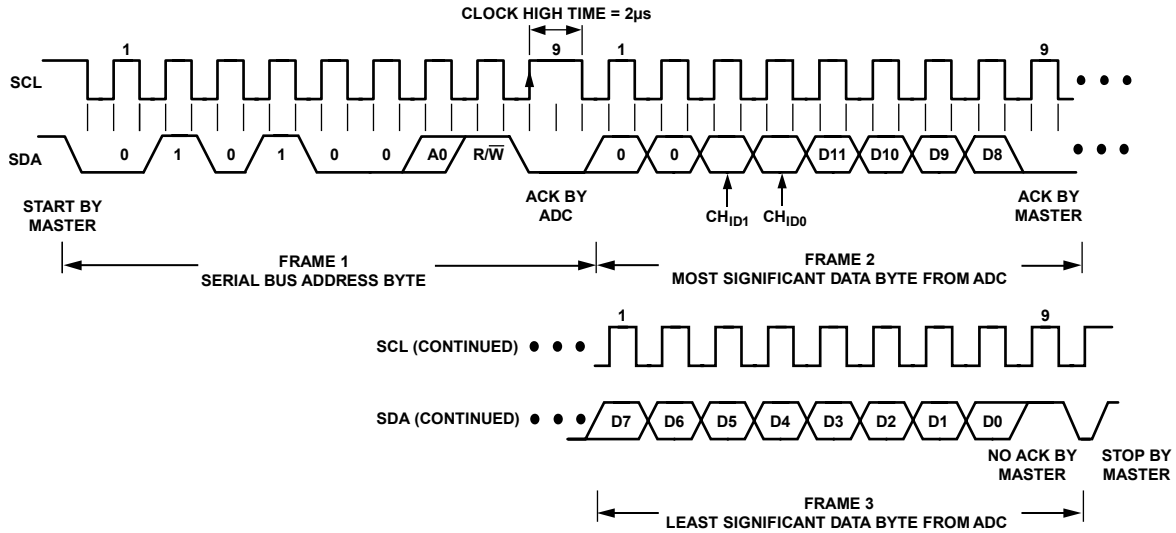 CLOCK HIGH TIME = 2µs
1 9 1 9
SCL
SDA 0 1 0 1 0 0 A0 R/W̅ 0 0 D11 D10 D9 D8
START BY
MASTER
ACK BY
ADC
CH_ID1 CH_ID0
ACK BY
MASTER
FRAME 1
SERIAL BUS ADDRESS BYTE
FRAME 2
MOST SIGNIFICANT DATA BYTE FROM ADC
1 9
SCL (CONTINUED)
SDA (CONTINUED) D7 D6 D5 D4 D3 D2 D1 D0
NO ACK BY
MASTER
STOP BY
MASTER
FRAME 3
LEAST SIGNIFICANT DATA BYTE FROM ADC